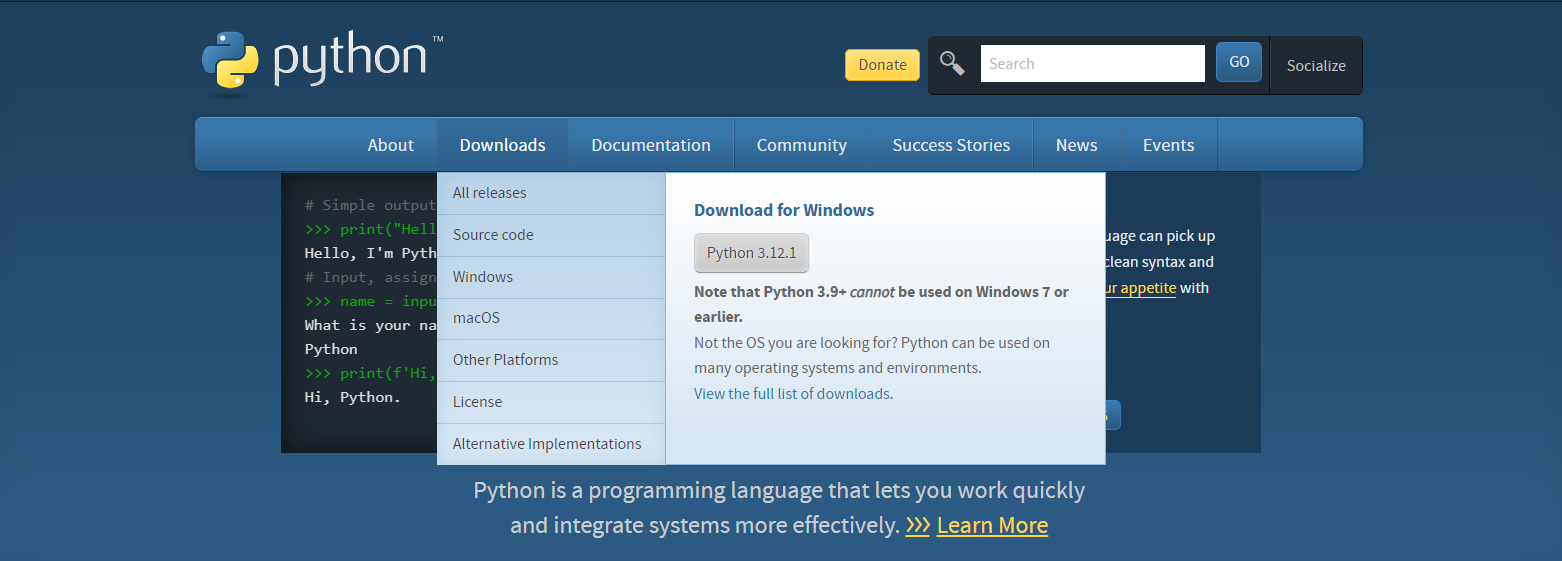 python™
Donate
Search
GO
Socialize
About
Downloads
Documentation
Community
Success Stories
News
Events
# Simple output
>>> print("Hell
Hello, I'm Pyth
# Input, assign
>>> name = inpu
What is your na
Python
>>> print(f'Hi,
Hi, Python.
All releases
Source code
Windows
macOS
Other Platforms
License
Alternative Implementations
Download for Windows
Python 3.12.1
Note that Python 3.9+ cannot be used on Windows 7 or
earlier.
Not the OS you are looking for? Python can be used on
many operating systems and environments.
View the full list of downloads.
uage can pick up
clean syntax and
ur appetite with
Python is a programming language that lets you work quickly
and integrate systems more effectively. >>> Learn More